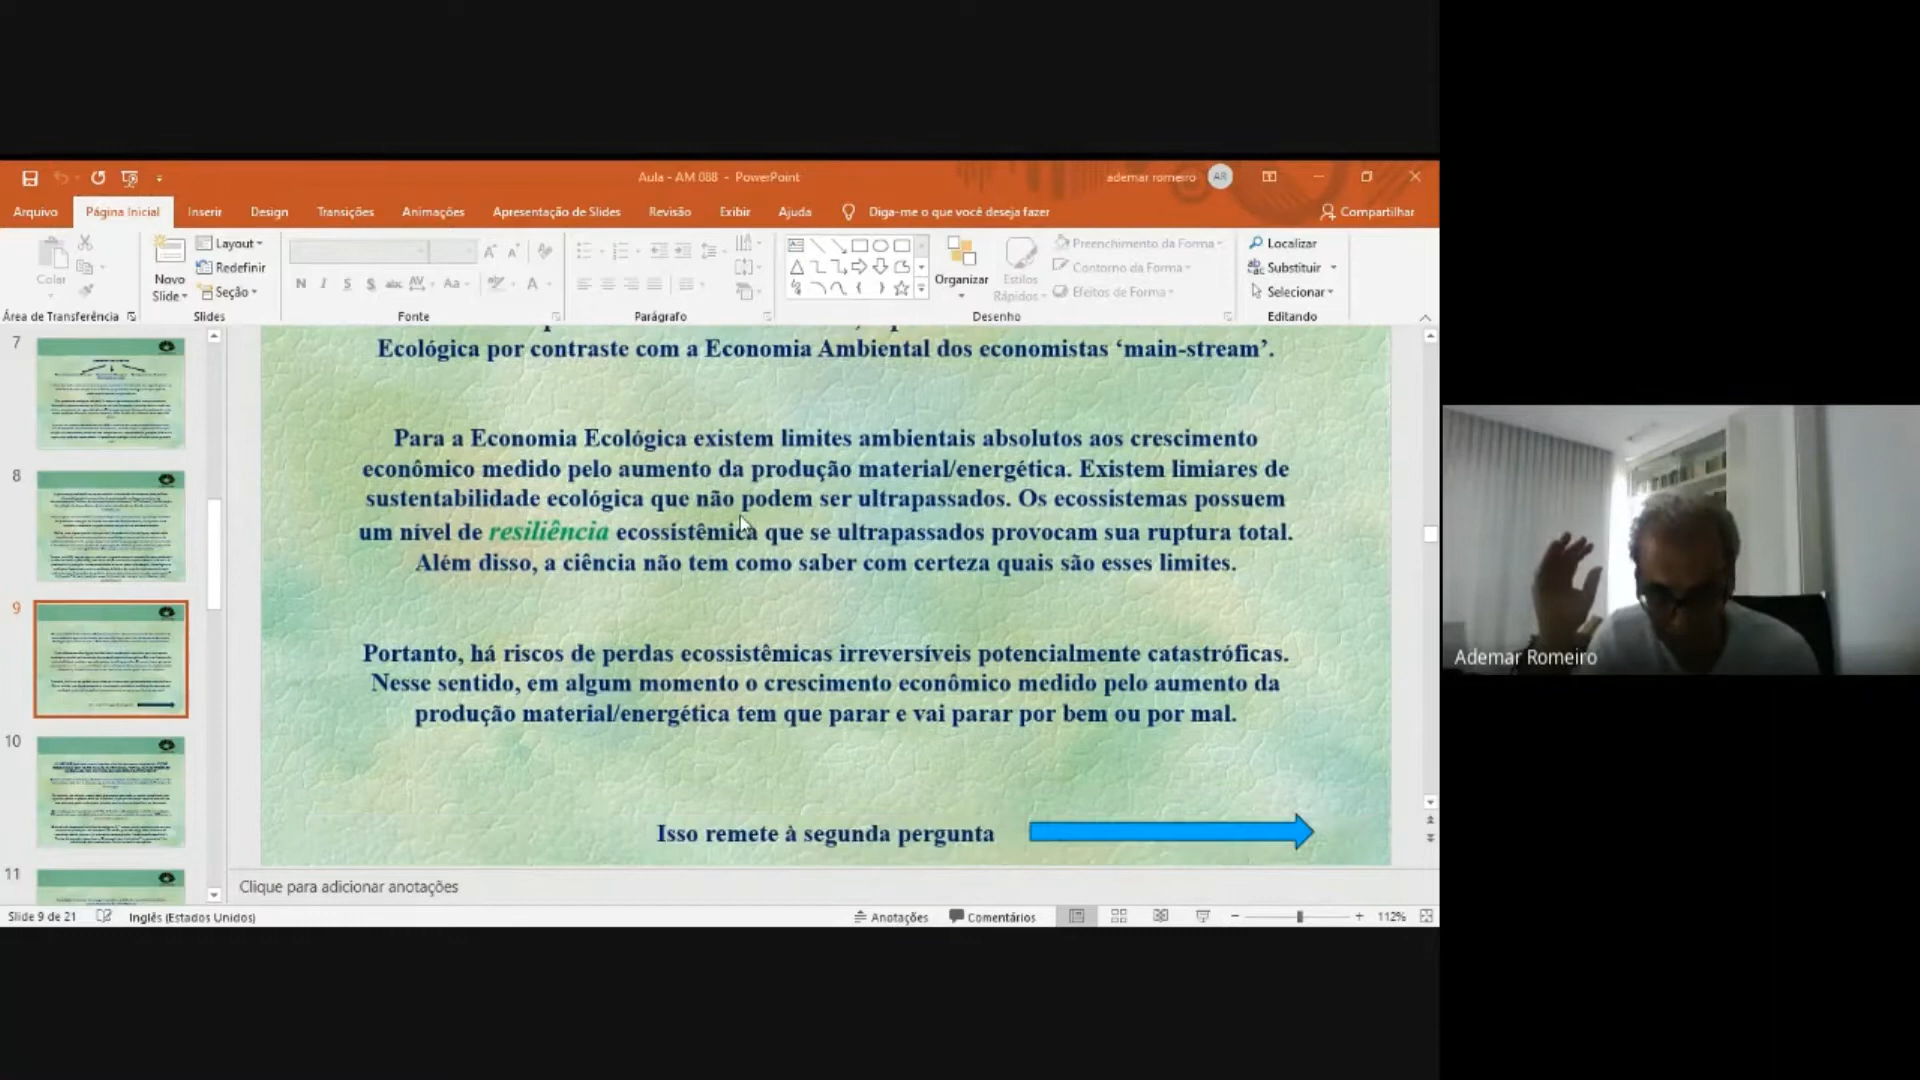 Aula - AM 088 - PowerPoint
ademar romeiro
AR
Arquivo
Página Inicial
Inserir
Design
Transições
Animações
Apresentação de Slides
Revisão
Exibir
Ajuda
Diga-me o que você deseja fazer
Compartilhar
Colar
Área de Transferência
Novo
Slide
Layout
Redefinir
Seção
Slides
N I S S abc AV Aa A
Fonte
Parágrafo
Organizar
Estilos
Rápidos
Preenchimento da Forma
Contorno da Forma
Efeitos de Forma
Desenho
Localizar
Substituir
Selecionar
Editando
7
8
9
10
11
Ecológica por contraste com a Economia Ambiental dos economistas ‘main-stream’.
Para a Economia Ecológica existem limites ambientais absolutos aos crescimento
econômico medido pelo aumento da produção material/energética. Existem limiares de
sustentabilidade ecológica que não podem ser ultrapassados. Os ecossistemas possuem
um nível de resiliência ecossistêmica que se ultrapassados provocam sua ruptura total.
Além disso, a ciência não tem como saber com certeza quais são esses limites.
Portanto, há riscos de perdas ecossistêmicas irreversíveis potencialmente catastróficas.
Nesse sentido, em algum momento o crescimento econômico medido pelo aumento da
produção material/energética tem que parar e vai parar por bem ou por mal.
Isso remete à segunda pergunta
Clique para adicionar anotações
Slide 9 de 21
Inglês (Estados Unidos)
Anotações
Comentários
112%
Ademar Romeiro